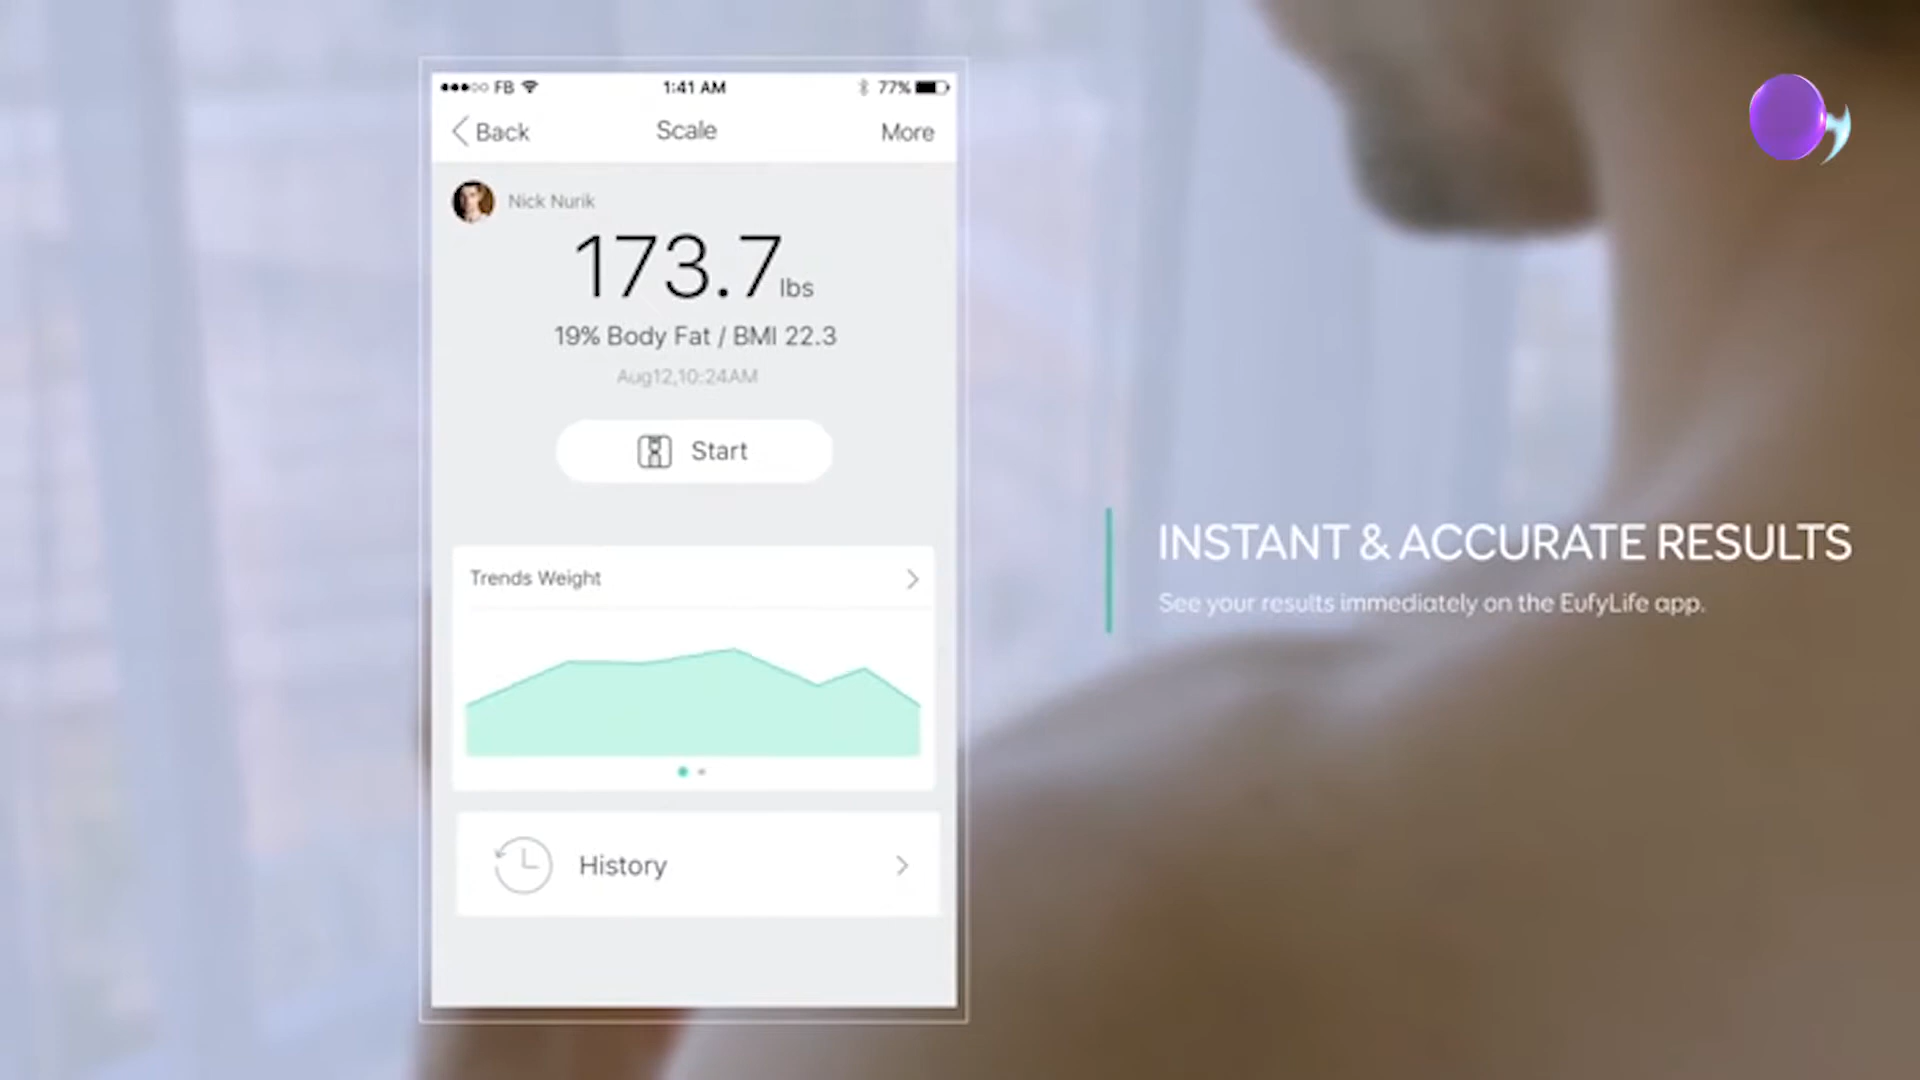 FB 1:41 AM 77%
Back Scale More
Nick Nurik
173.7 lbs
19% Body Fat / BMI 22.3
Aug12,10:24AM
Start
Trends Weight
History
INSTANT & ACCURATE RESULTS
See your results immediately on the EufyLife app.